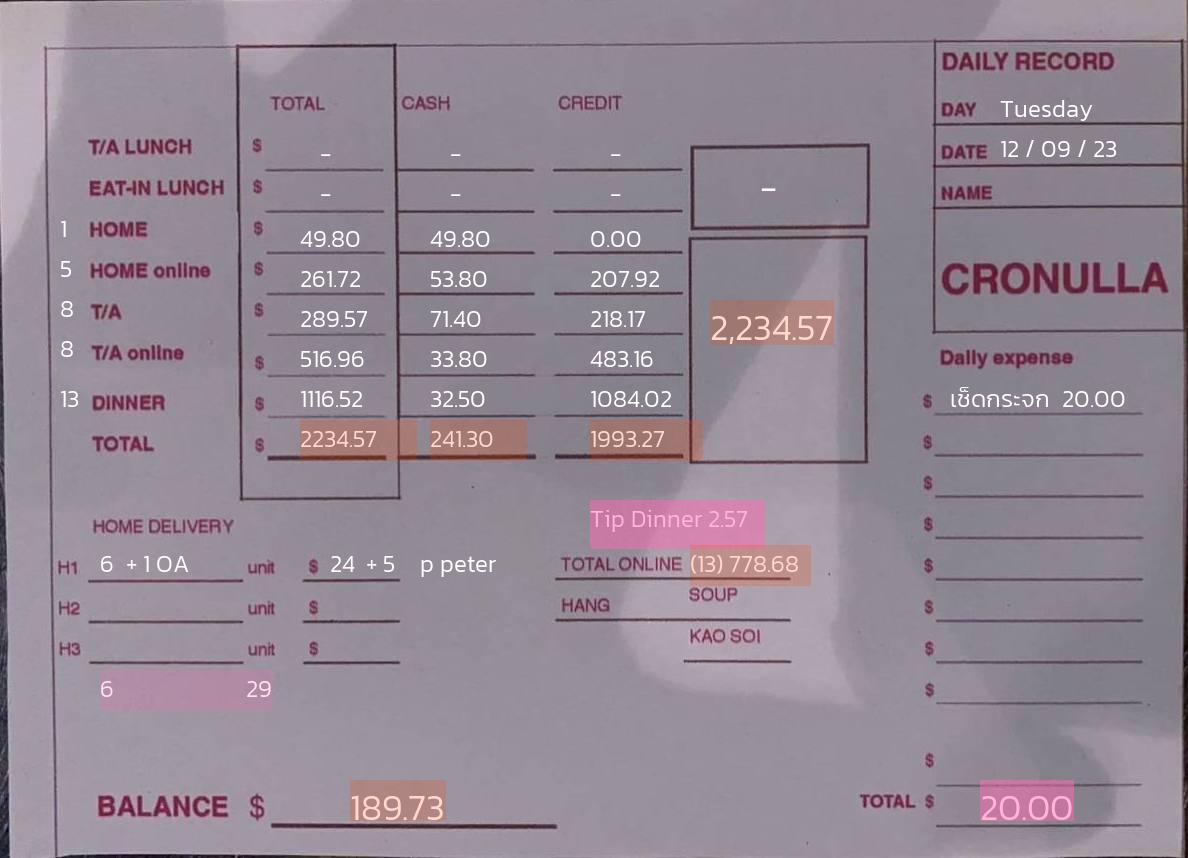 DAILY RECORD
TOTAL CASH CREDIT
DAY Tuesday
T/A LUNCH $ – – –
DATE 12 / 09 / 23
EAT-IN LUNCH $ – – – –
NAME
1 HOME $ 49.80 49.80 0.00
5 HOME online $ 261.72 53.80 207.92
CRONULLA
8 T/A $ 289.57 71.40 218.17
2,234.57
8 T/A online $ 516.96 33.80 483.16
Daily expense
13 DINNER $ 1116.52 32.50 1084.02
$ เช็ดกระจก 20.00
TOTAL $ 2234.57 241.30 1993.27
$
$
HOME DELIVERY
Tip Dinner 2.57
$
H1 6 +1 OA unit $ 24 +5 p peter
TOTAL ONLINE (13) 778.68
$
H2 unit $
HANG SOUP
$
H3 unit $
KAO SOI
$
6 29
$
$
BALANCE $ 189.73
TOTAL $ 20.00